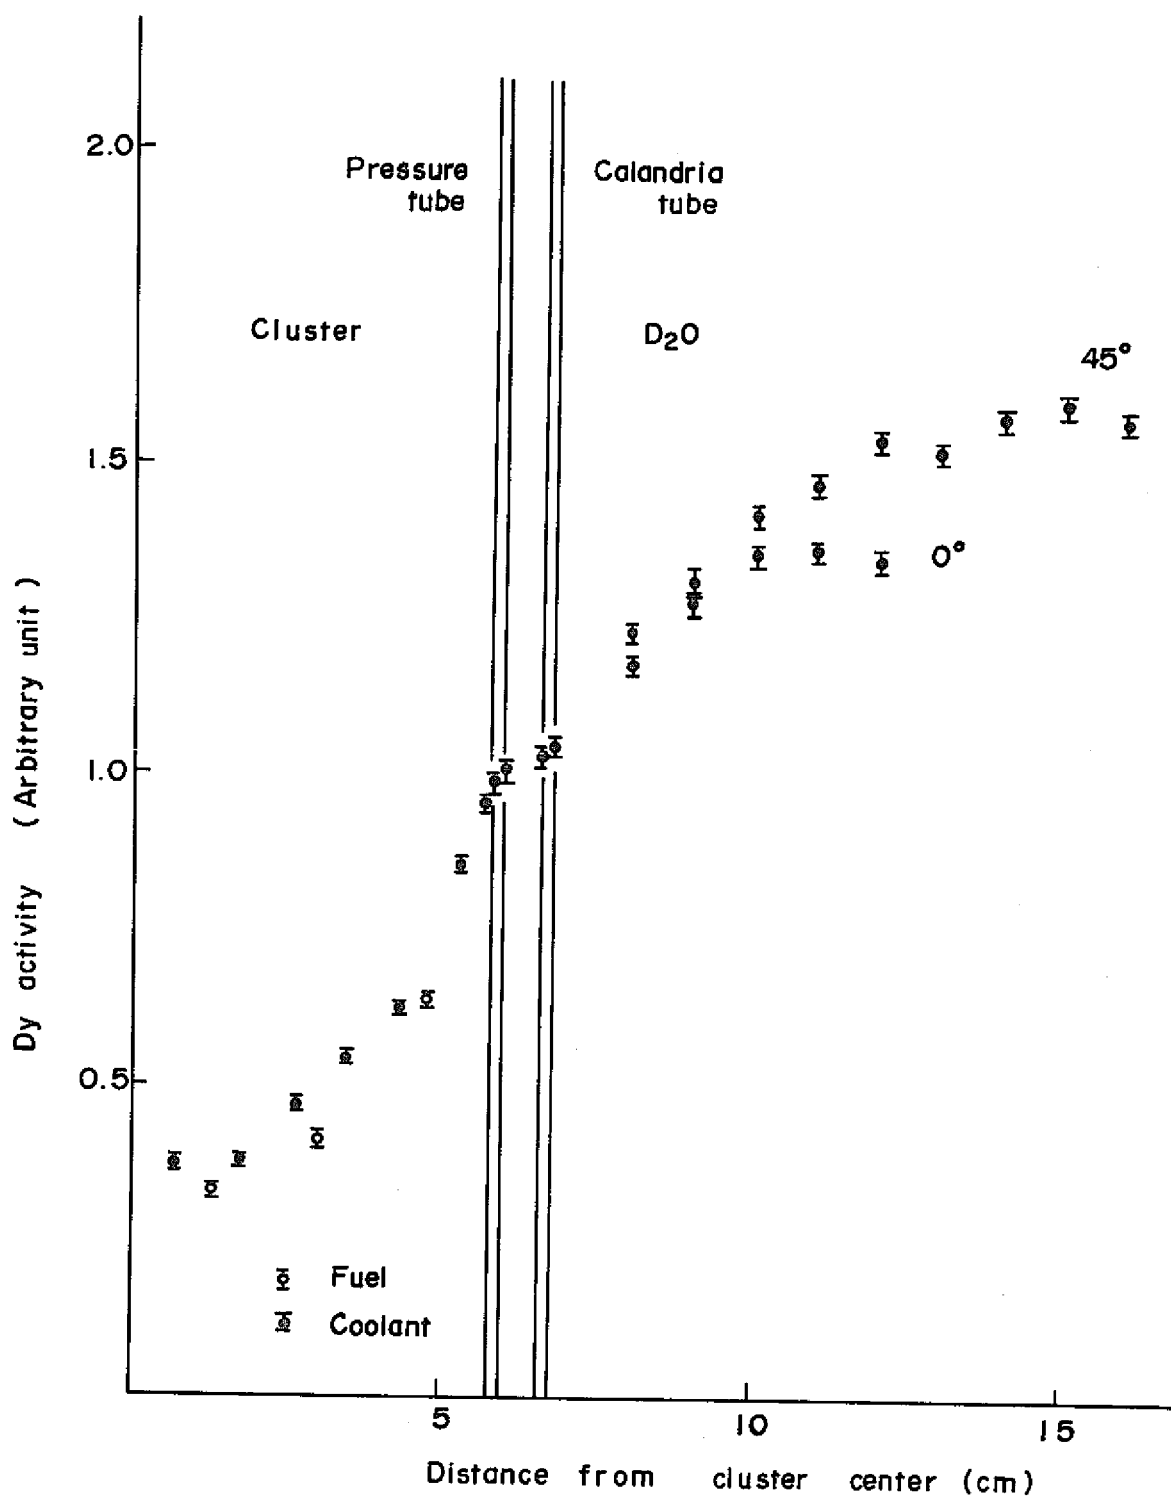 2.0
Pressure
tube
Calandria
tube
Cluster
D₂O
45°
1.5
0°
Dy activity (Arbitrary unit)
1.0
0.5
Fuel
Coolant
5
10
15
Distance from cluster center (cm)